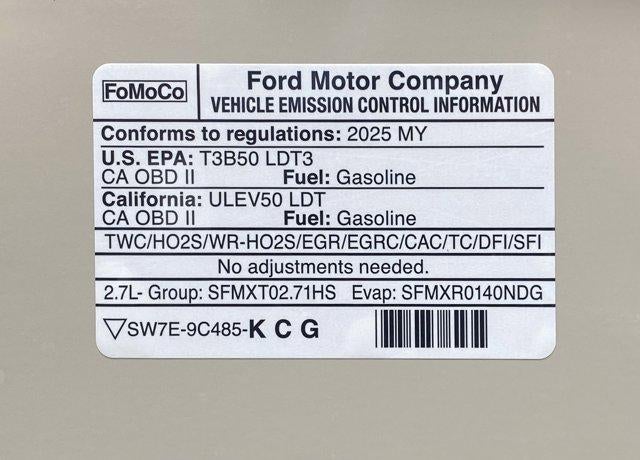 FoMoCo
Ford Motor Company
VEHICLE EMISSION CONTROL INFORMATION
Conforms to regulations: 2025 MY
U.S. EPA: T3B50 LDT3
CA OBD II Fuel: Gasoline
California: ULEV50 LDT
CA OBD II Fuel: Gasoline
TWC/HO2S/WR-HO2S/EGR/EGRC/CAC/TC/DFI/SFI
No adjustments needed.
2.7L- Group: SFMXT02.71HS Evap: SFMXR0140NDG
▽SW7E-9C485-K C G